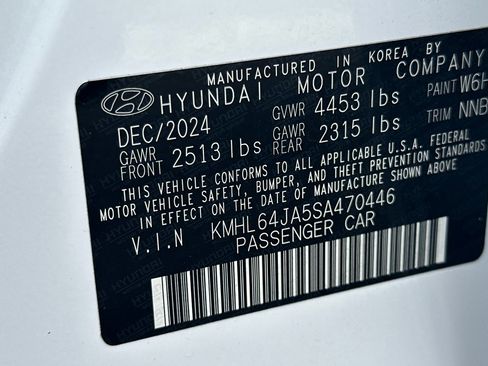 MANUFACTURED IN KOREA BY
HYUNDAI MOTOR COMPANY
DEC/2024 GVWR 4453 lbs PAINT W6H
GAWR FRONT 2513 lbs GAWR REAR 2315 lbs TRIM NNB
THIS VEHICLE CONFORMS TO ALL APPLICABLE U.S.A. FEDERAL
MOTOR VEHICLE SAFETY, BUMPER, AND THEFT PREVENTION STANDARDS
IN EFFECT ON THE DATE OF MANUFACTURE SHOWN ABOVE.
V.I.N KMHL64JA5SA470446
PASSENGER CAR